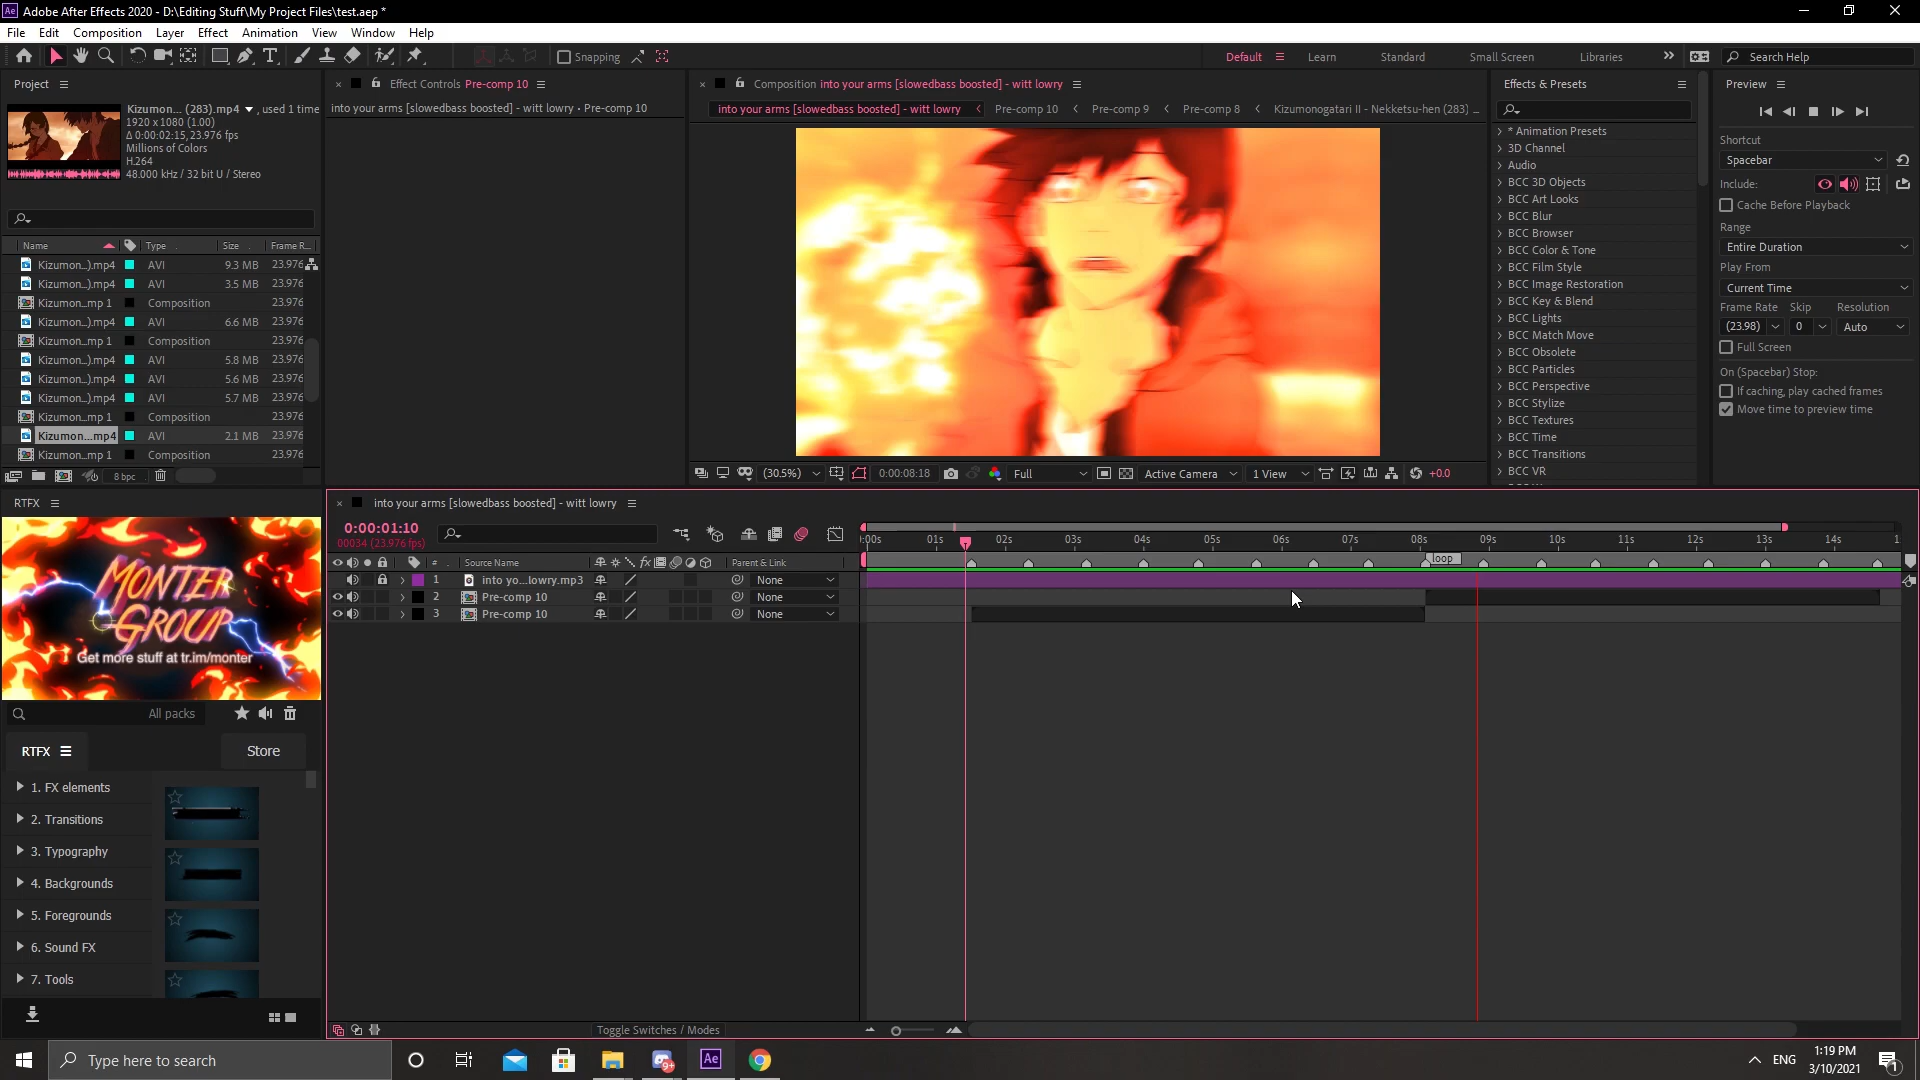 Adobe After Effects 2020 - D:\Editing Stuff\My Project Files\test.aep *
File Edit Composition Layer Effect Animation View Window Help
Snapping
Default Learn Standard Small Screen Libraries Search Help
Project
Kizumon... (283).mp4 , used 1 time
1920 x 1080 (1.00)
Δ 0:00:02:15, 23.976 fps
Millions of Colors
H.264
48.000 kHz / 32 bit U / Stereo
Name Type Size Frame R...
Kizumon...).mp4 AVI 9.3 MB 23.976
Kizumon...).mp4 AVI 3.5 MB 23.976
Kizumon...mp 1 Composition 23.976
Kizumon...).mp4 AVI 6.6 MB 23.976
Kizumon...mp 1 Composition 23.976
Kizumon...).mp4 AVI 5.8 MB 23.976
Kizumon...).mp4 AVI 5.6 MB 23.976
Kizumon...).mp4 AVI 5.7 MB 23.976
Kizumon...mp 1 Composition 23.976
Kizumon...mp4 AVI 2.1 MB 23.976
Kizumon...mp 1 Composition 23.976
8 bpc
Effect Controls Pre-comp 10
into your arms [slowedbass boosted] - witt lowry • Pre-comp 10
Composition into your arms [slowedbass boosted] - witt lowry
into your arms [slowedbass boosted] - witt lowry Pre-comp 10 Pre-comp 9 Pre-comp 8 Kizumonogatari II - Nekketsu-hen (283) ...
(30.5%) 0:00:08:18 Full Active Camera 1 View +0.0
Effects & Presets
* Animation Presets
3D Channel
Audio
BCC 3D Objects
BCC Art Looks
BCC Blur
BCC Browser
BCC Color & Tone
BCC Film Style
BCC Image Restoration
BCC Key & Blend
BCC Lights
BCC Match Move
BCC Obsolete
BCC Particles
BCC Perspective
BCC Stylize
BCC Textures
BCC Time
BCC Transitions
BCC VR
Preview
Shortcut
Spacebar
Include:
Cache Before Playback
Range
Entire Duration
Play From
Current Time
Frame Rate Skip Resolution
(23.98) 0 Auto
Full Screen
On (Spacebar) Stop:
If caching, play cached frames
Move time to preview time
RTFX
MONTER
GROUP
Get more stuff at tr.im/monter
All packs
RTFX Store
1. FX elements
2. Transitions
3. Typography
4. Backgrounds
5. Foregrounds
6. Sound FX
7. Tools
into your arms [slowedbass boosted] - witt lowry
0:00:01:10
00034 (23.976 fps)
:00s 01s 02s 03s 04s 05s 06s 07s 08s 09s 10s 11s 12s 13s 14s 1
loop
# Source Name Parent & Link
1 into yo...lowry.mp3 None
2 Pre-comp 10 None
3 Pre-comp 10 None
Toggle Switches / Modes
Type here to search
9+
Ae
ENG
1:19 PM
3/10/2021
1